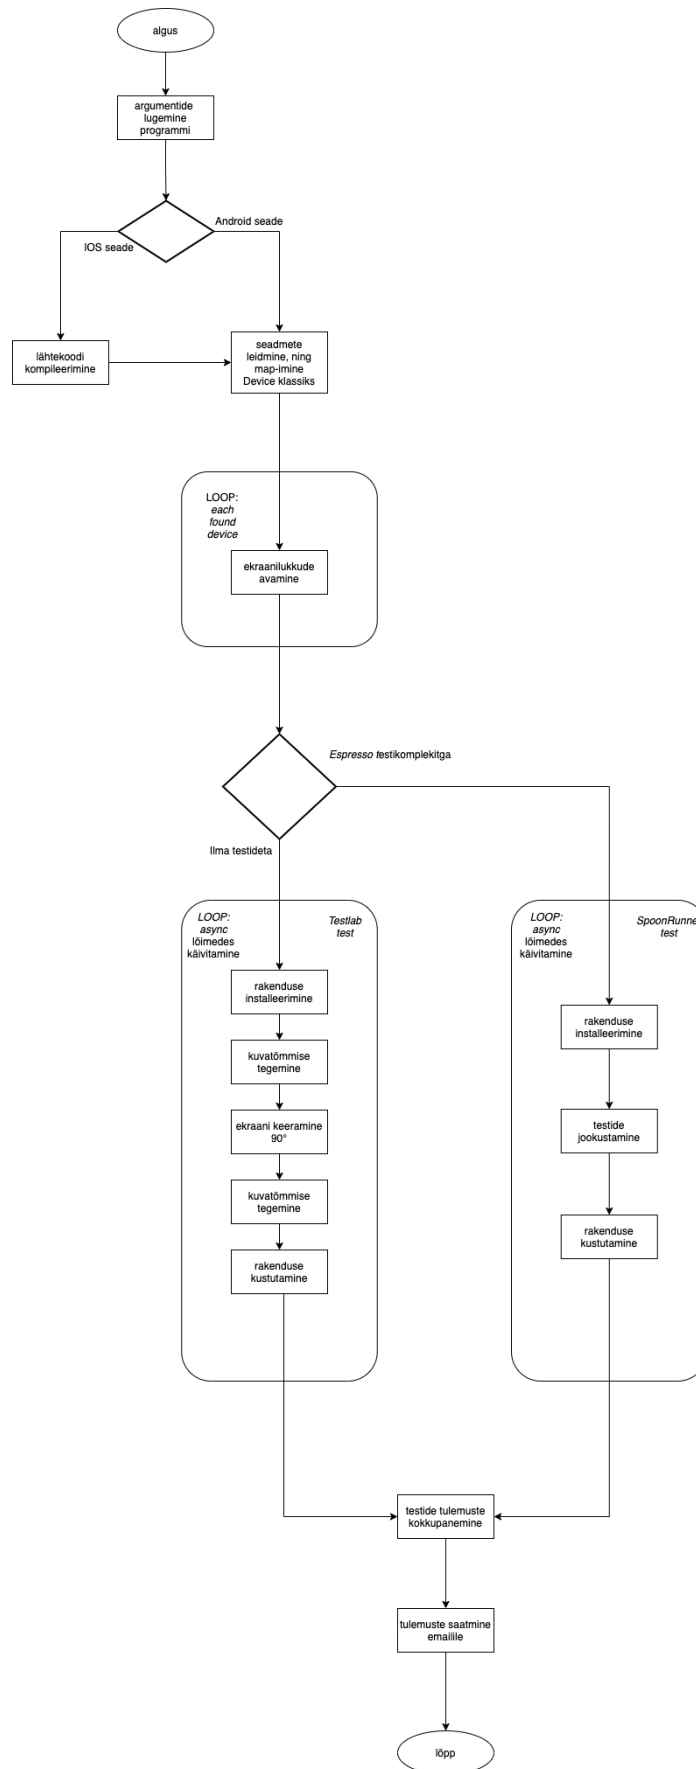 algus
argumentide
lugemine
programmi
Android seade
IOS seade
lähtekoodi
kompileerimine
seadmete
leidmine, ning
map-imine
Device klassiks
LOOP:
each
found
device
ekraanilukkude
avamine
Espresso testikomplekitga
Ilma testideta
LOOP:
async
lõimedes
käivitamine
Testlab
test
rakenduse
installeerimine
kuvatõmmise
tegemine
ekraani keeramine
90°
kuvatõmmise
tegemine
rakenduse
kustutamine
LOOP:
async
lõimedes
käivitamine
SpoonRunne
test
rakenduse
installeerimine
testide
jookustamine
rakenduse
kustutamine
testide tulemuste
kokkupanemine
tulemuste saatmine
emailile
lõpp